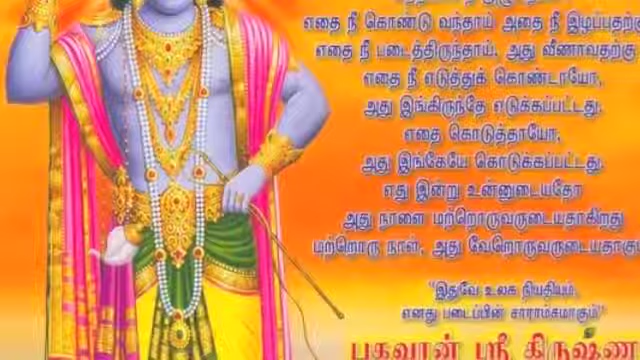 எதை நீ கொண்டு வந்தாய் அதை நீ இழப்பதற்கு
எதை நீ படைத்திருந்தாய், அது வீணாவதற்கு
எதை நீ எடுத்துக் கொண்டாயோ,
அது இங்கிருந்தே எடுக்கப்பட்டது.
எதை கொடுத்தாயோ,
அது இங்கேயே கொடுக்கப்பட்டது.
எது இன்று உன்னுடையதோ
அது நாளை மற்றொருவருடையதாகிறது
மற்றொரு நாள், அது வேறொருவருடையதாகும்
"இதுவே உலக நியதியும்,
எனது படைப்பின் சாராம்சமாகும்"
பகவான் ஸ்ரீ கிருஷ்ண